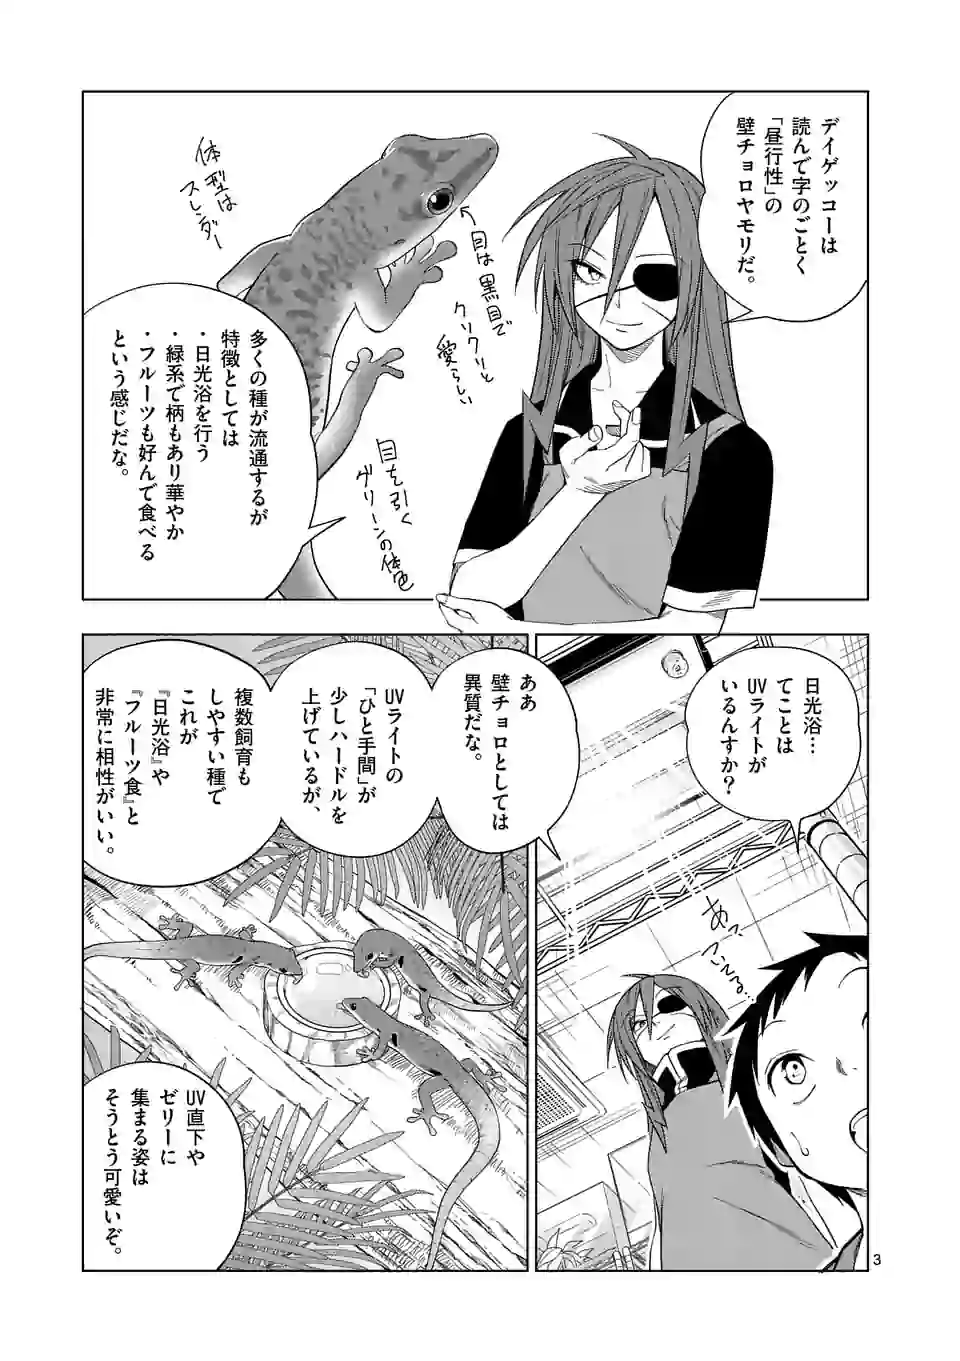 デイゲッコーは
読んで字のごとく
「昼行性」の
壁チョロヤモリだ。
目は黒目で
クリクリと
愛らしい
体型は
スレンダー
目を引く
グリーンの体色
多くの種が流通するが
特徴としては
・日光浴を行う
・緑系で柄もあり華やか
・フルーツも好んで食べる
という感じだな。
日光浴…
てことは
UVライトが
いるんすか?
あっ
こいてる…
ああ
壁チョロとしては
異質だな。
UVライトの
「ひと手間」が
少しハードルを
上げているが、
複数飼育も
しやすい種で
これが
『日光浴』や
『フルーツ食』と
非常に相性がいい。
UV直下や
ゼリーに
集まる姿は
そうとう可愛いぞ。
3